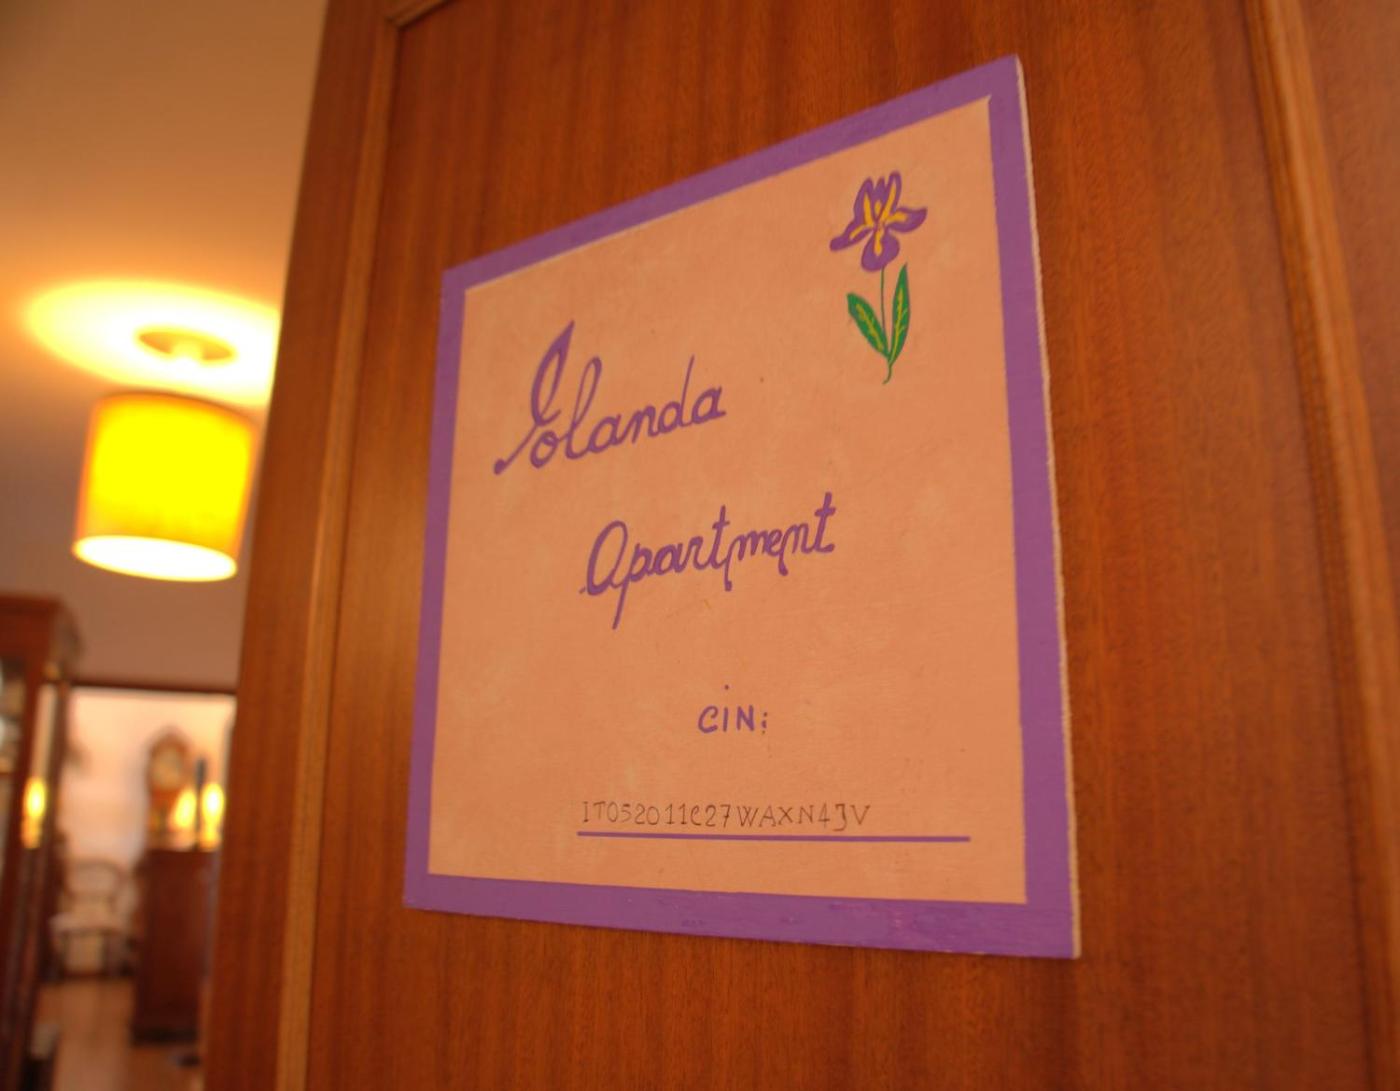 Iolanda
Apartment
CIN:
IT052011C27WAXN4JV